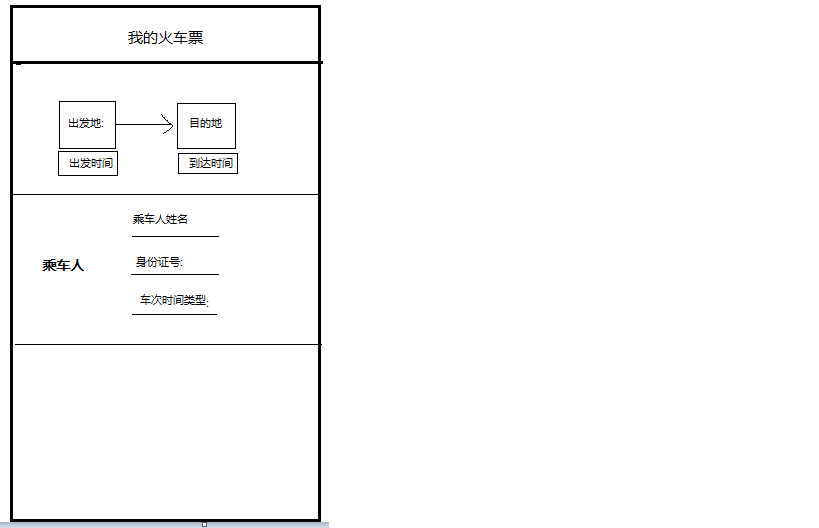 我的火车票
出发地: 目的地
出发时间 到达时间
乘车人姓名
乘车人 身份证号:
车次时间类型: